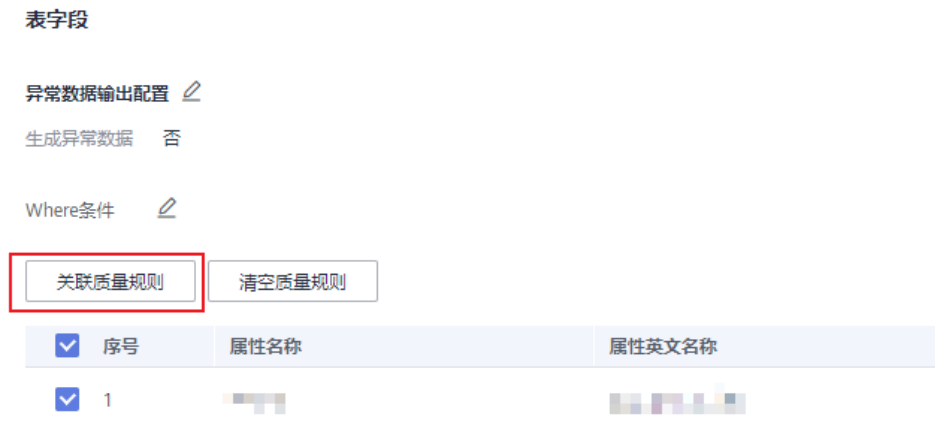 表字段
异常数据输出配置
生成异常数据 否
Where条件
关联质量规则 清空质量规则
序号 属性名称 属性英文名称
1